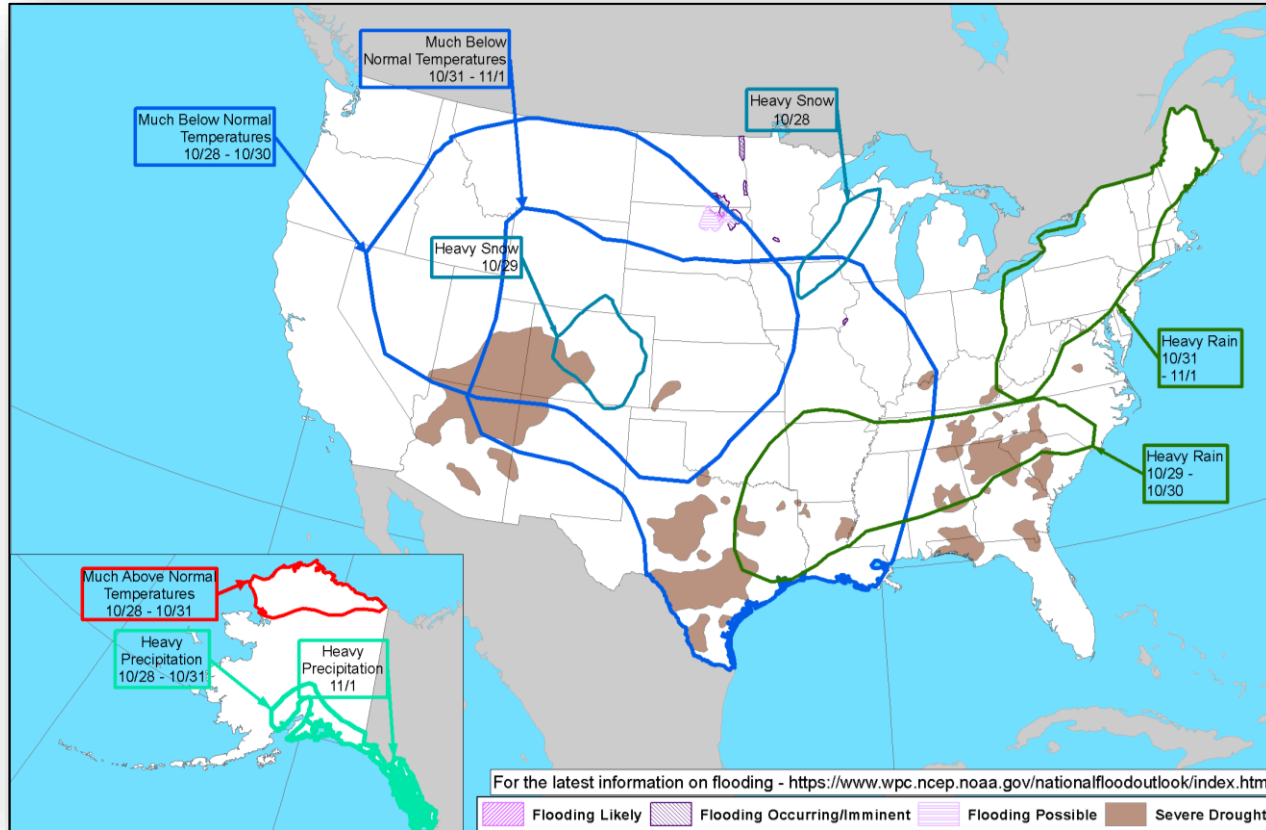 Much Below
Normal Temperatures
10/31 - 11/1
Heavy Snow
10/28
Much Below Normal
Temperatures
10/28 - 10/30
Heavy Snow
10/29
Heavy Rain
10/31
- 11/1
Heavy Rain
10/29 -
10/30
Much Above Normal
Temperatures
10/28 - 10/31
Heavy
Precipitation
10/28 - 10/31
Heavy
Precipitation
11/1
For the latest information on flooding - https://www.wpc.ncep.noaa.gov/nationalfloodoutlook/index.htm
Flooding Likely Flooding Occurring/Imminent Flooding Possible Severe Drought